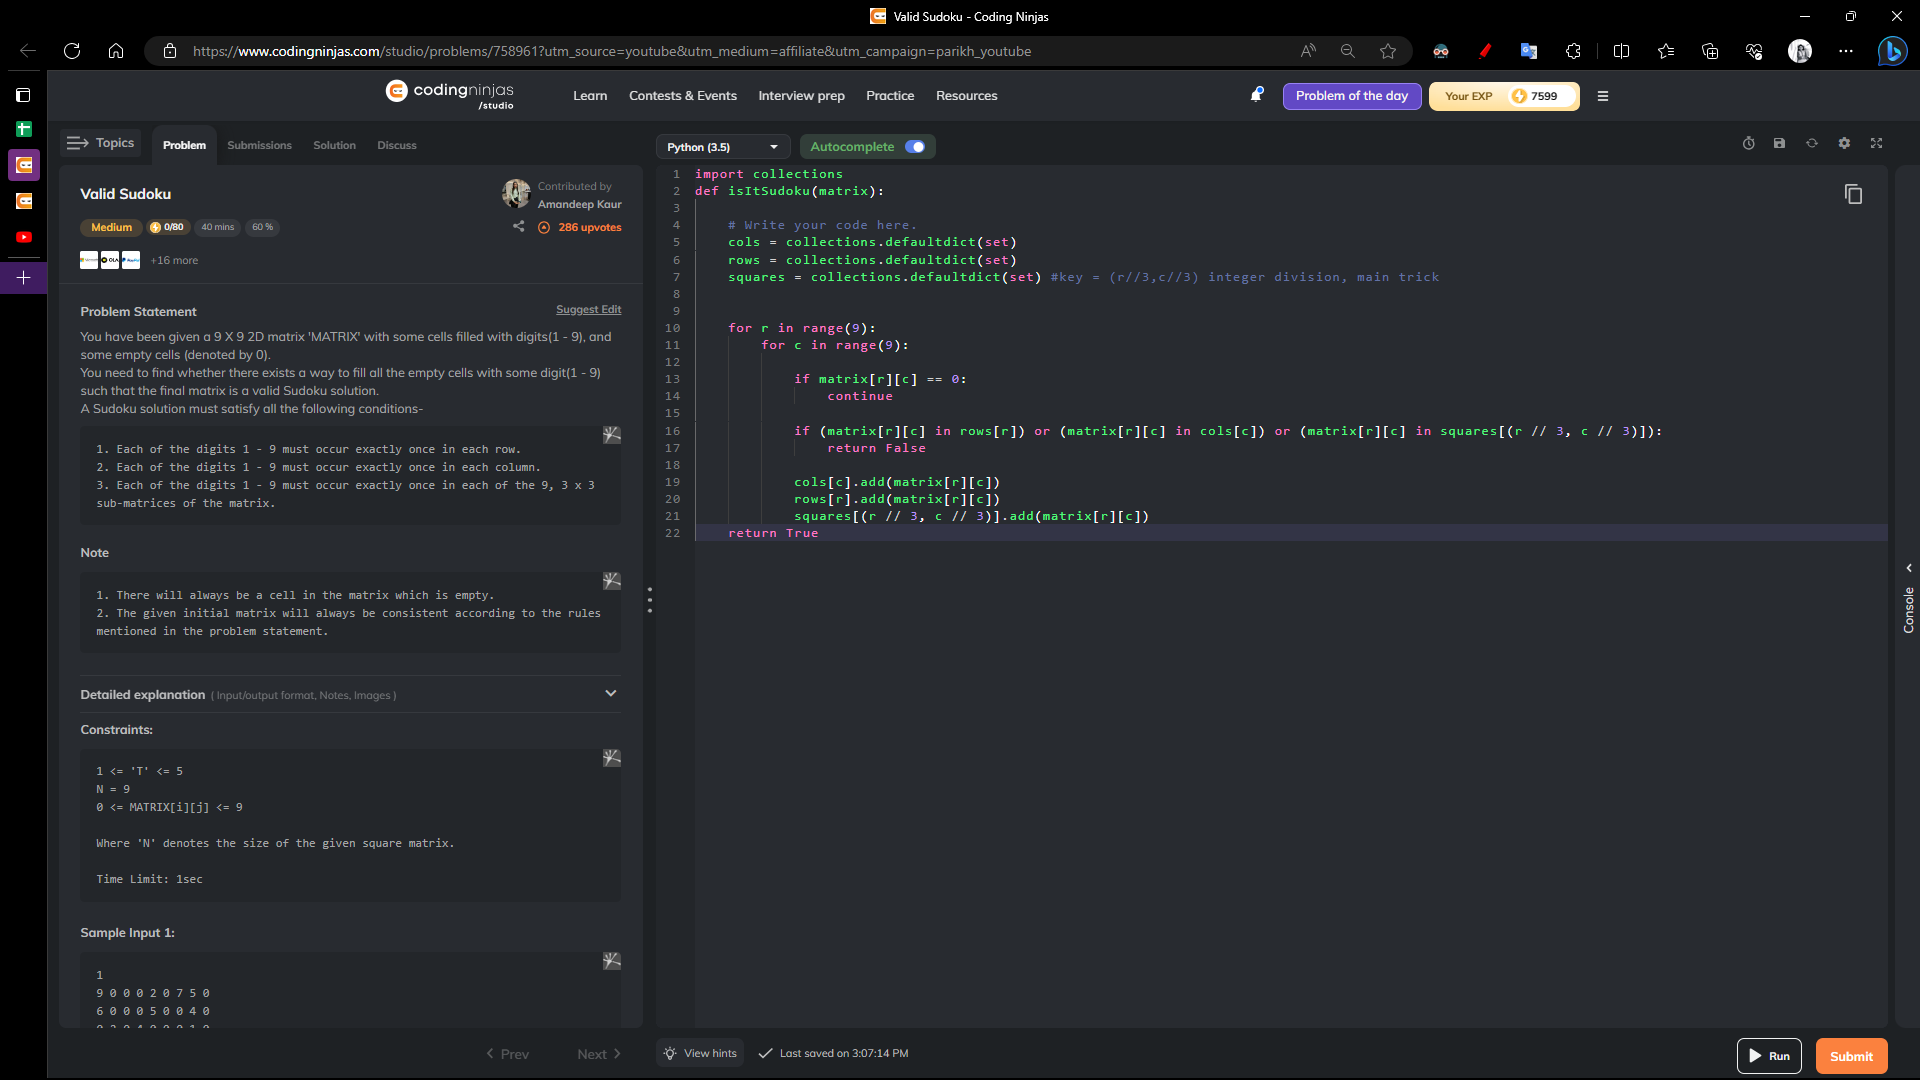 Valid Sudoku - Coding Ninjas
https://www.codingninjas.com/studio/problems/758961?utm_source=youtube&utm_medium=affiliate&utm_campaign=parikh_youtube
codingninjas
/studio
Learn
Contests & Events
Interview prep
Practice
Resources
Problem of the day
Your EXP
7599
Topics
Problem
Submissions
Solution
Discuss
Valid Sudoku
Contributed by
Amandeep Kaur
Medium
0/80
40 mins
60 %
286 upvotes
OLA
+16 more
Problem Statement
Suggest Edit
You have been given a 9 X 9 2D matrix 'MATRIX' with some cells filled with digits(1 - 9), and
some empty cells (denoted by 0).
You need to find whether there exists a way to fill all the empty cells with some digit(1 - 9)
such that the final matrix is a valid Sudoku solution.
A Sudoku solution must satisfy all the following conditions-
1. Each of the digits 1 - 9 must occur exactly once in each row.
2. Each of the digits 1 - 9 must occur exactly once in each column.
3. Each of the digits 1 - 9 must occur exactly once in each of the 9, 3 x 3
sub-matrices of the matrix.
Note
1. There will always be a cell in the matrix which is empty.
2. The given initial matrix will always be consistent according to the rules
mentioned in the problem statement.
Detailed explanation ( Input/output format, Notes, Images )
Constraints:
1 <= 'T' <= 5
N = 9
0 <= MATRIX[i][j] <= 9
Where 'N' denotes the size of the given square matrix.
Time Limit: 1sec
Sample Input 1:
1
9 0 0 0 2 0 7 5 0
6 0 0 0 5 0 0 4 0
Prev
Next
Python (3.5)
Autocomplete
1 import collections
2 def isItSudoku(matrix):
3
4 # Write your code here.
5 cols = collections.defaultdict(set)
6 rows = collections.defaultdict(set)
7 squares = collections.defaultdict(set) #key = (r//3,c//3) integer division, main trick
8
9
10 for r in range(9):
11 for c in range(9):
12
13 if matrix[r][c] == 0:
14 continue
15
16 if (matrix[r][c] in rows[r]) or (matrix[r][c] in cols[c]) or (matrix[r][c] in squares[(r // 3, c // 3)]):
17 return False
18
19 cols[c].add(matrix[r][c])
20 rows[r].add(matrix[r][c])
21 squares[(r // 3, c // 3)].add(matrix[r][c])
22 return True
Console
View hints
Last saved on 3:07:14 PM
Run
Submit